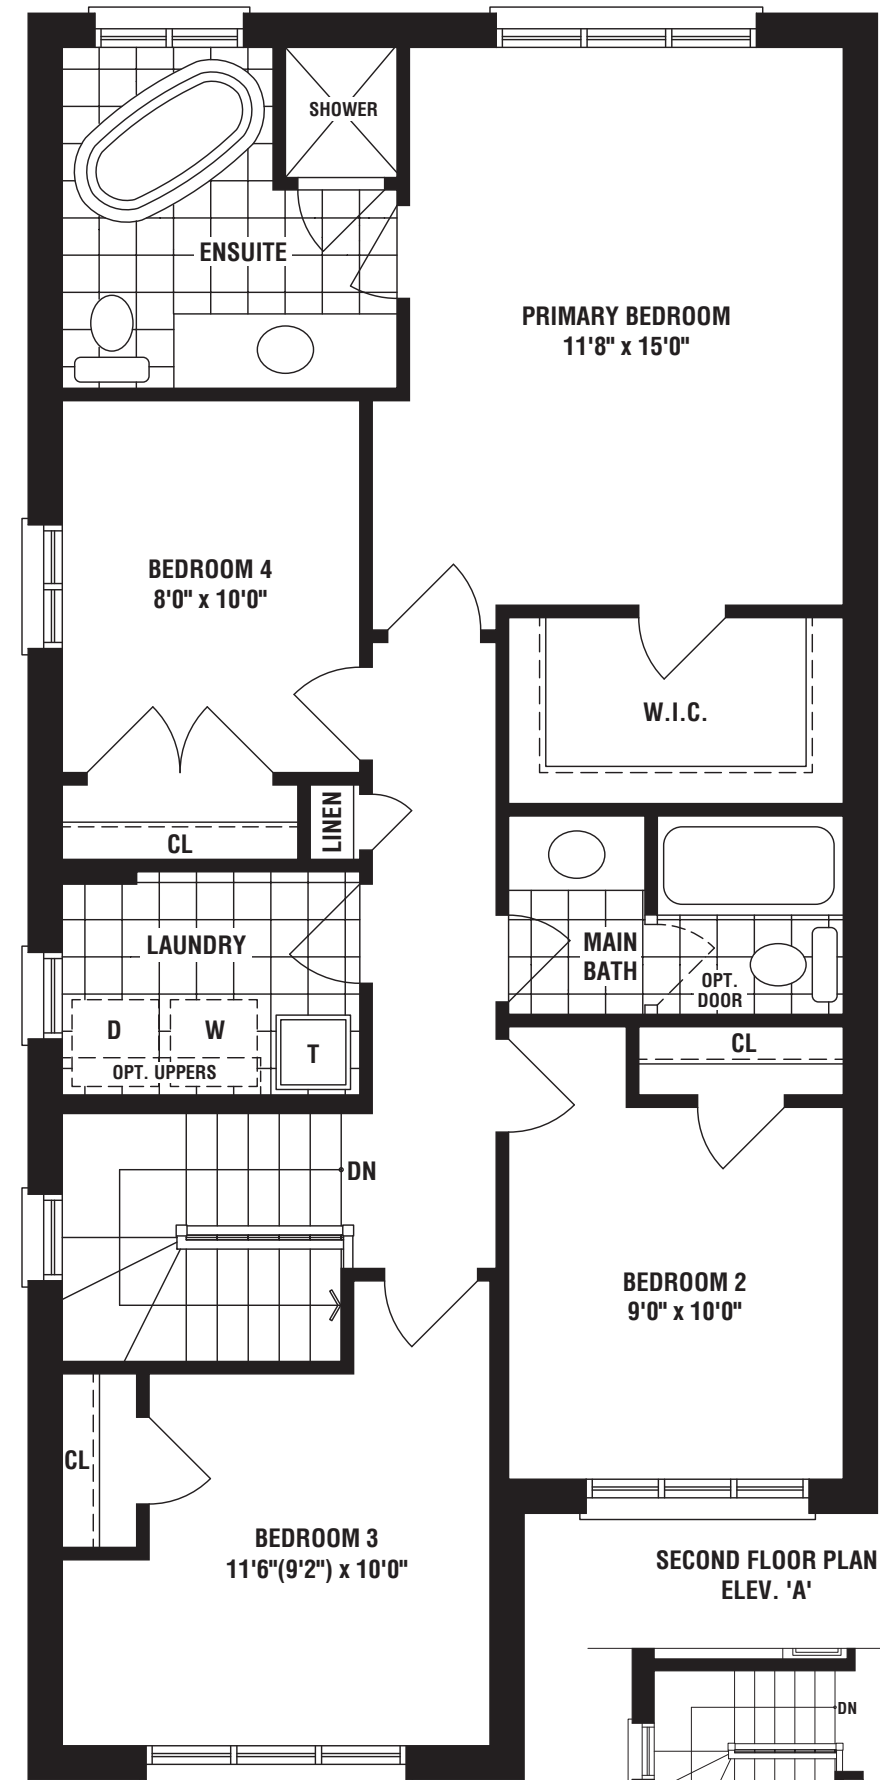 SHOWER
ENSUITE
PRIMARY BEDROOM
11'8" x 15'0"
BEDROOM 4
8'0" x 10'0"
W.I.C.
LINEN
CL
LAUNDRY
MAIN
BATH
OPT.
DOOR
D
W
T
OPT. UPPERS
CL
DN
BEDROOM 2
9'0" x 10'0"
CL
BEDROOM 3
11'6"(9'2") x 10'0"
SECOND FLOOR PLAN
ELEV. 'A'
DN